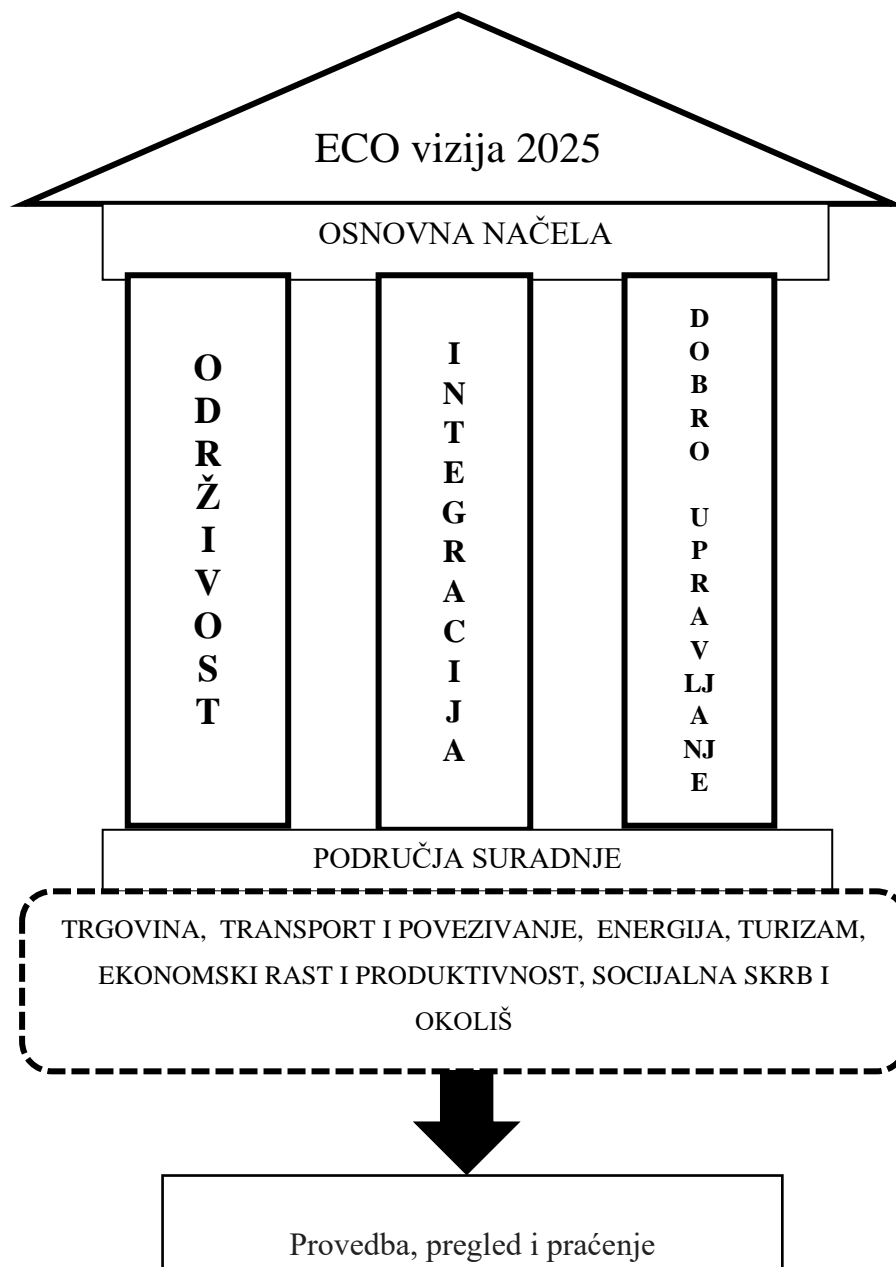 ECO vizija 2025
OSNOVNA NAČELA
ODRŽIVOST
INTEGRACIJA
DOBRO UPRAVLJANJE
PODRUČJA SURADNJE
TRGOVINA, TRANSPORT I POVEZIVANJE, ENERGIJA, TURIZAM,
EKONOMSKI RAST I PRODUKTIVNOST, SOCIJALNA SKRB I
OKOLIŠ
Provedba, pregled i praćenje